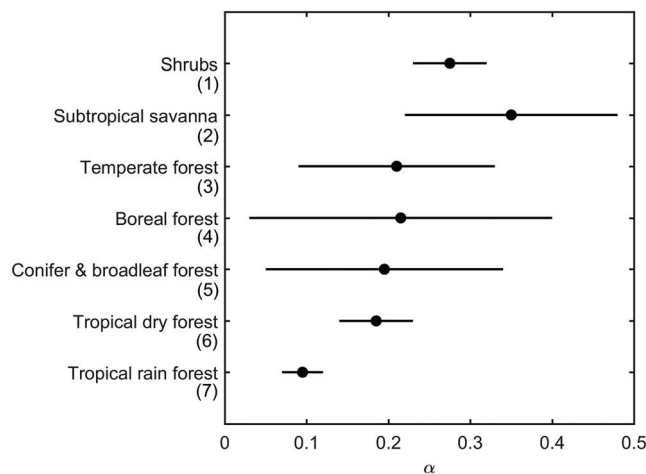 Shrubs
(1)
Subtropical savanna
(2)
Temperate forest
(3)
Boreal forest
(4)
Conifer & broadleaf forest
(5)
Tropical dry forest
(6)
Tropical rain forest
(7)
0 0.1 0.2 0.3 0.4 0.5
α